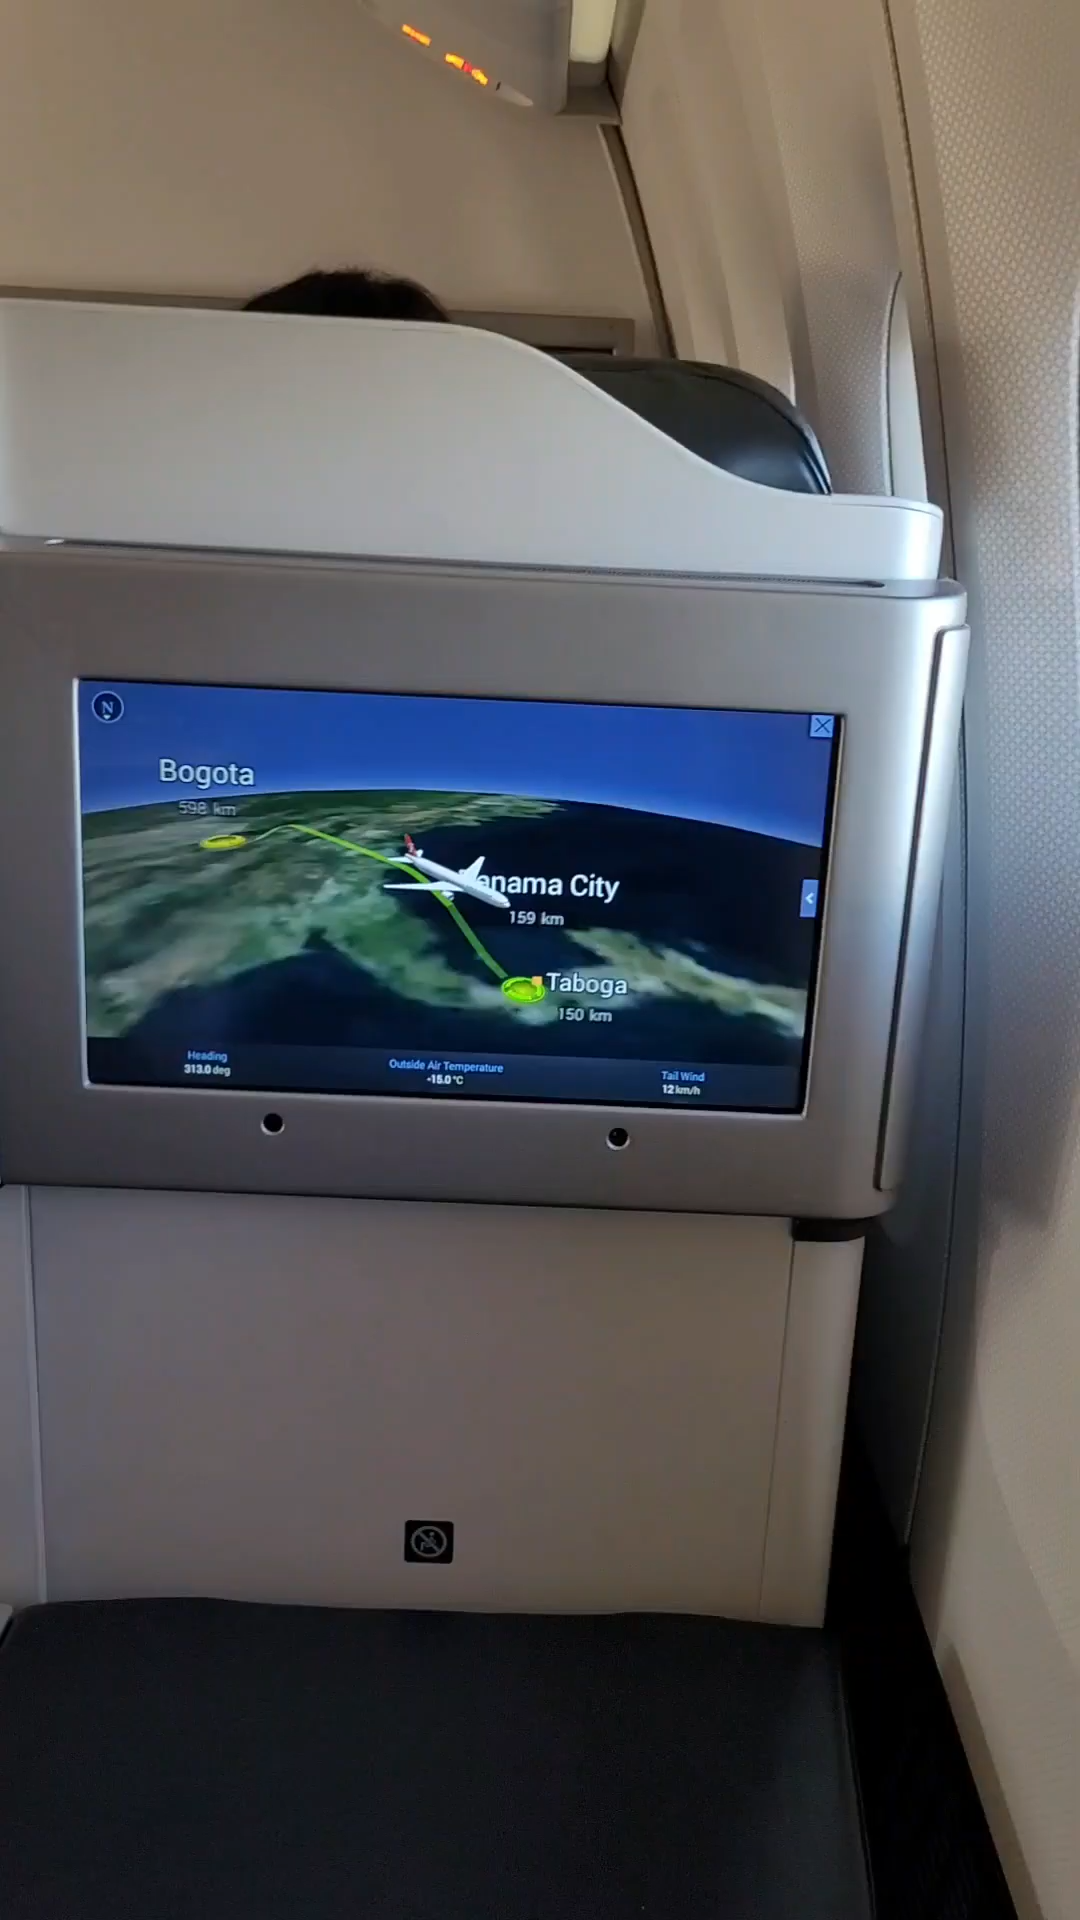 N
Bogota
598 km
anama City
159 km
Taboga
150 km
Heading
313.0 deg
Outside Air Temperature
-15.0 °C
Tail Wind
12 km/h